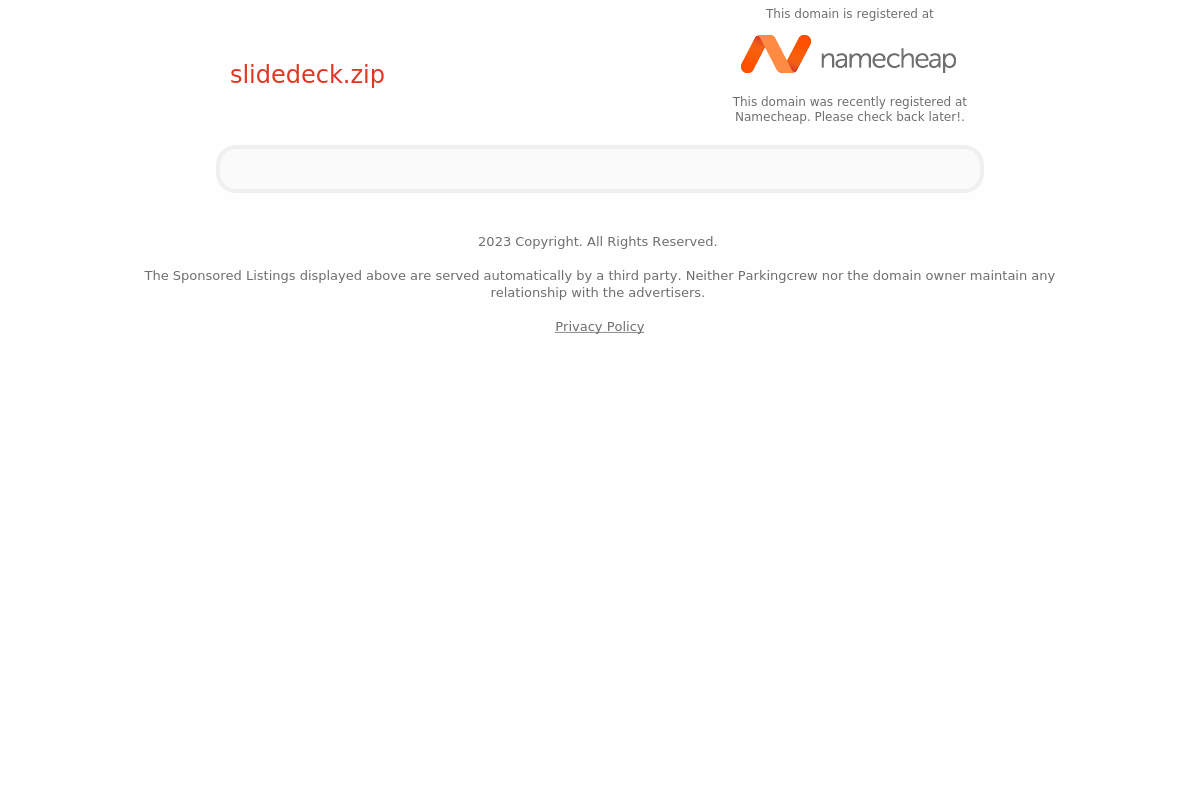 This domain is registered at
namecheap
slidedeck.zip
This domain was recently registered at
Namecheap. Please check back later!.
2023 Copyright. All Rights Reserved.
The Sponsored Listings displayed above are served automatically by a third party. Neither Parkingcrew nor the domain owner maintain any
relationship with the advertisers.
Privacy Policy